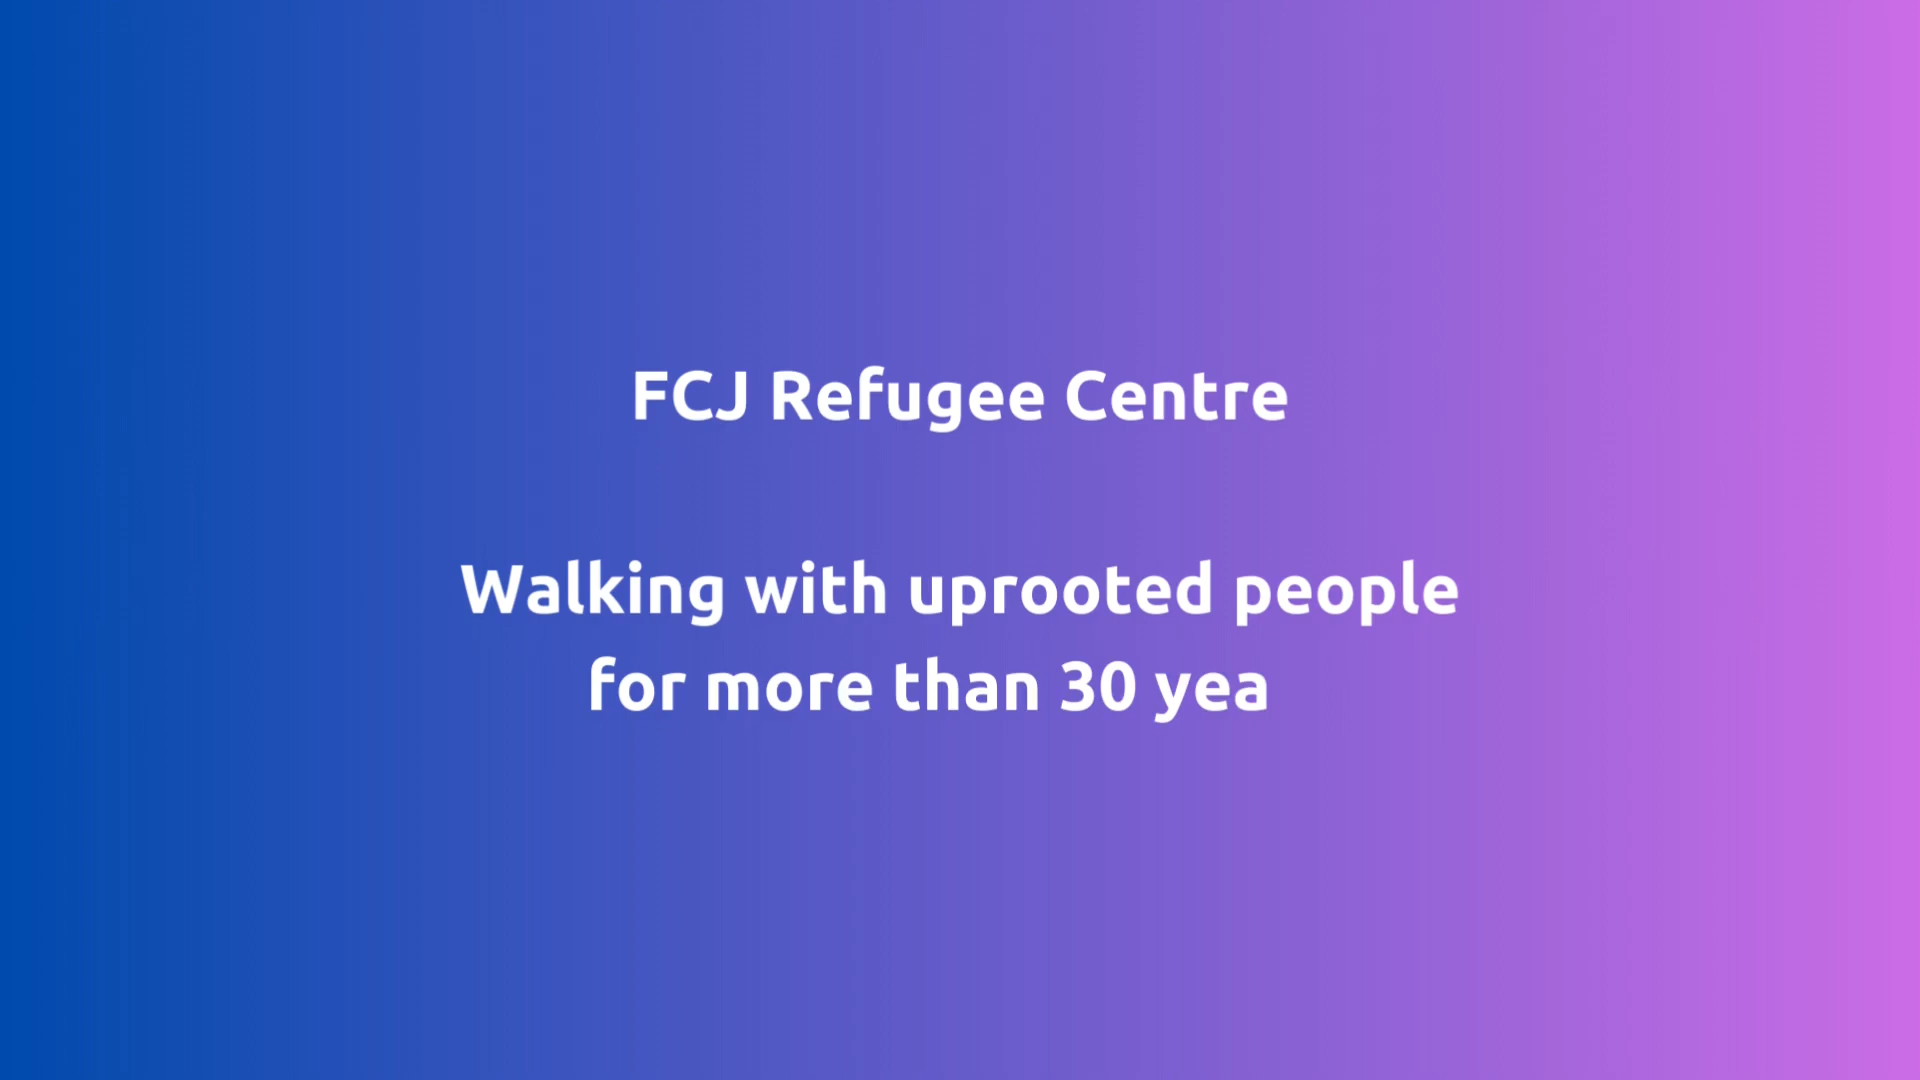 FCJ Refugee Centre
Walking with uprooted people
for more than 30 yea